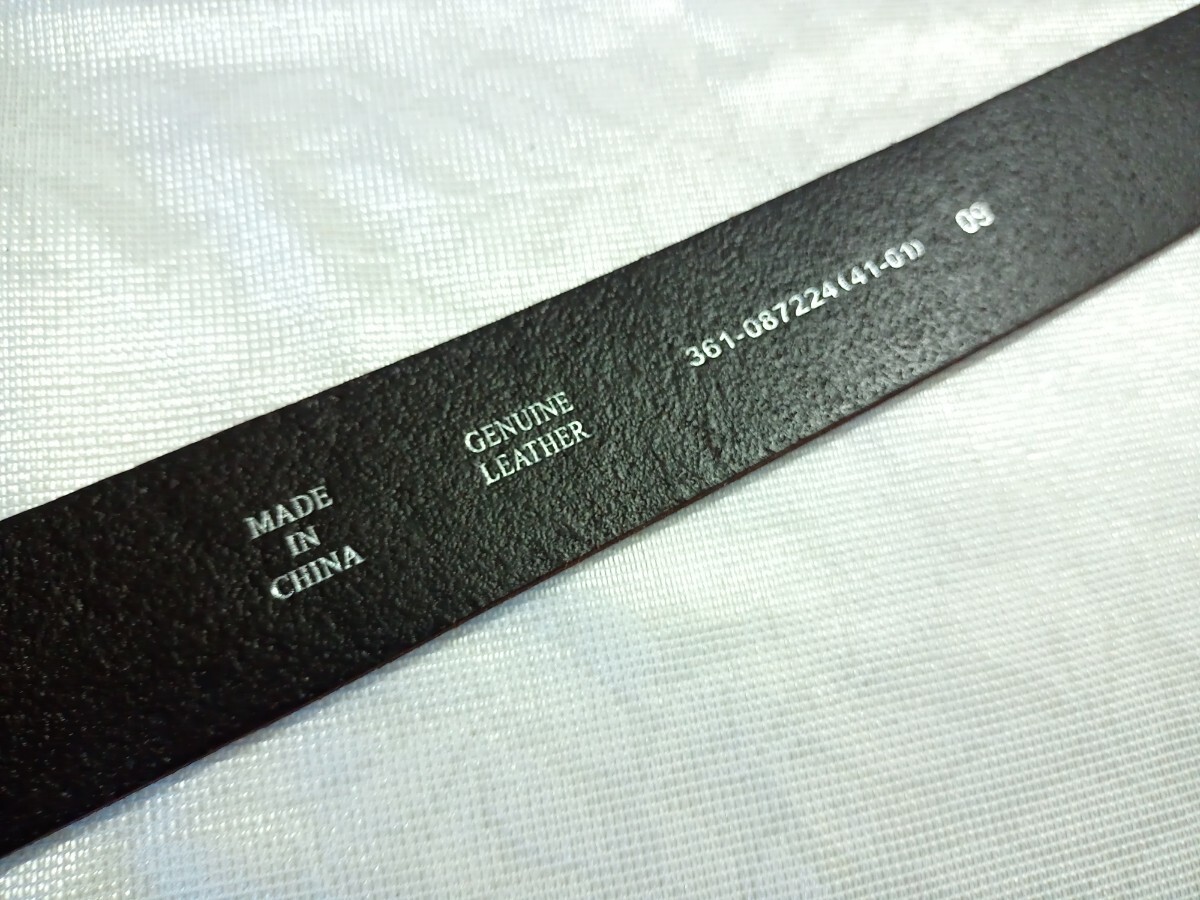 MADE
IN
CHINA
GENUINE
LEATHER
361-087224(41-01) 09